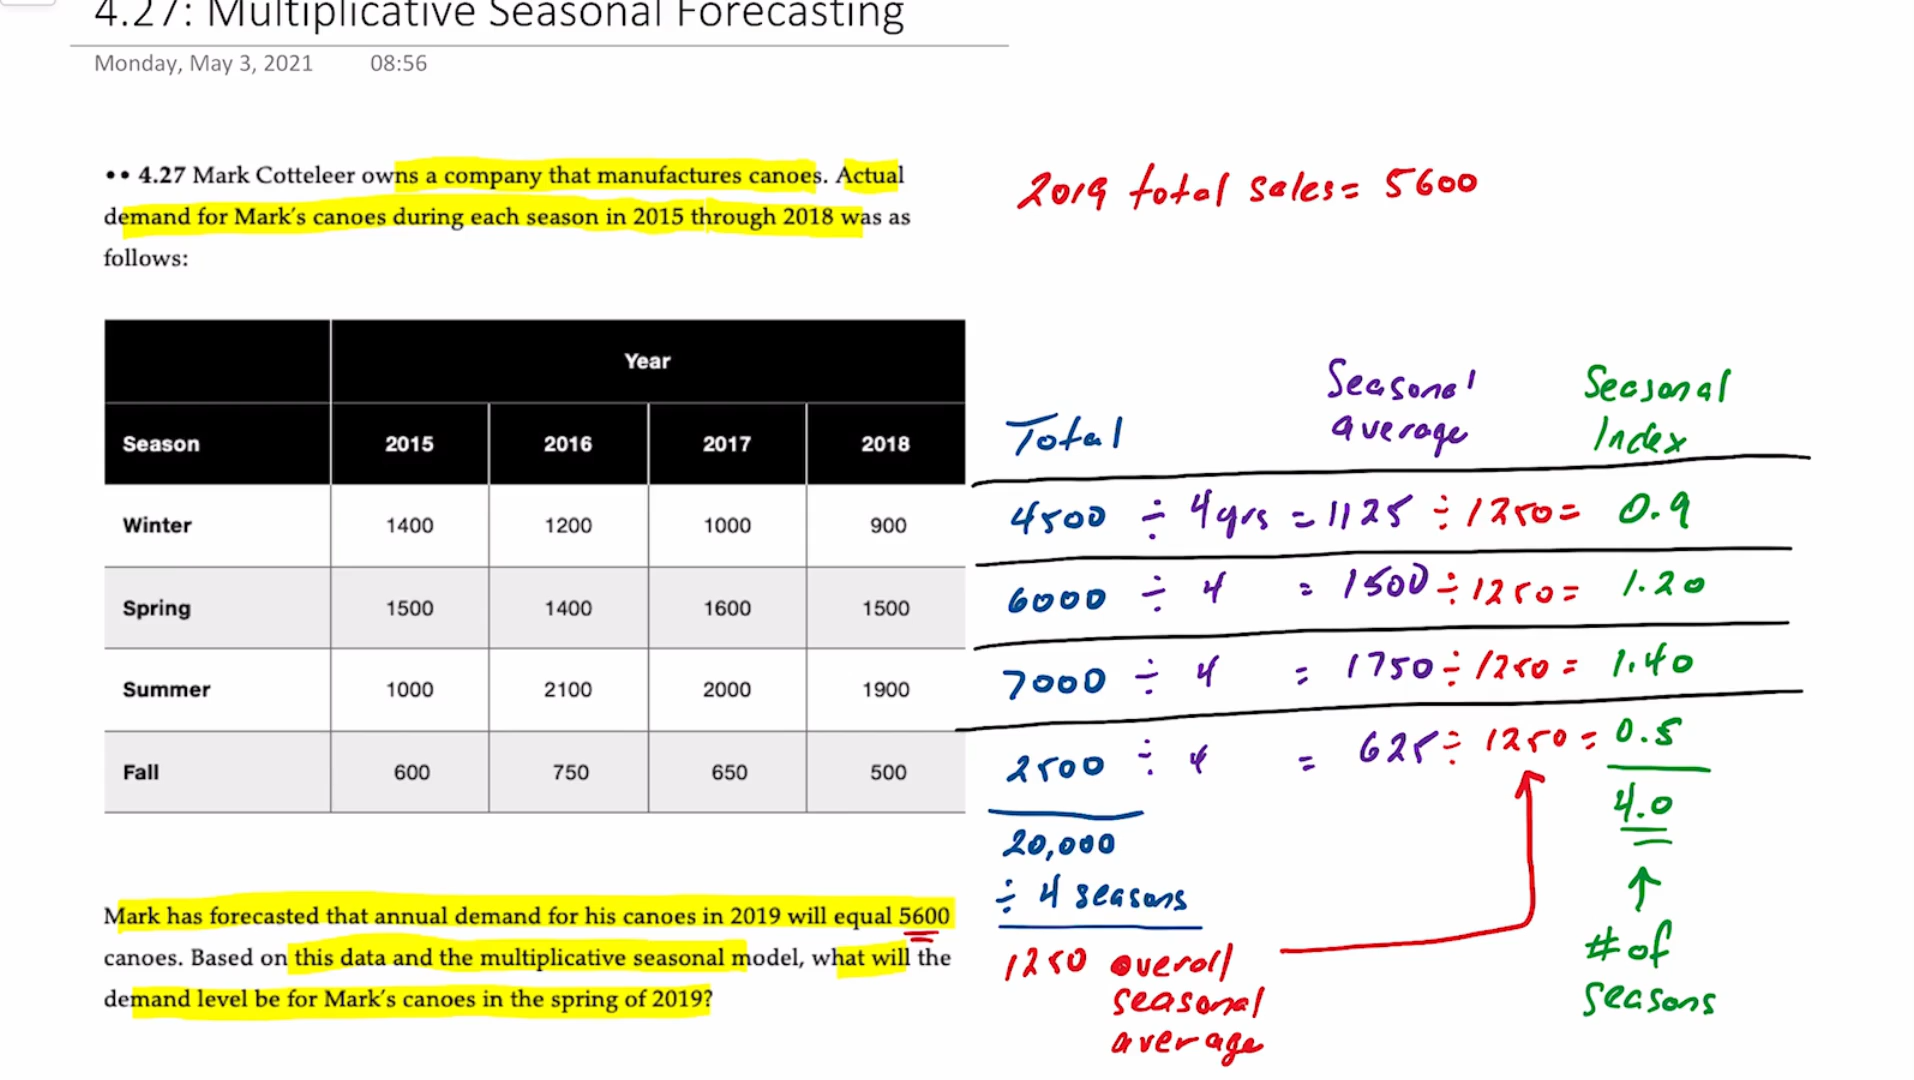 4.27: Multiplicative Seasonal Forecasting
Monday, May 3, 2021 08:56
•• 4.27 Mark Cotteleer owns a company that manufactures canoes. Actual
demand for Mark's canoes during each season in 2015 through 2018 was as
follows:
2019 total sales = 5600
Year
Season 2015 2016 2017 2018
Total Seasonal average Seasonal Index
Winter 1400 1200 1000 900 4500 ÷ 4yrs = 1125 ÷ 1250 = 0.9
Spring 1500 1400 1600 1500 6000 ÷ 4 = 1500 ÷ 1250 = 1.20
Summer 1000 2100 2000 1900 7000 ÷ 4 = 1750 ÷ 1250 = 1.40
Fall 600 750 650 500 2500 ÷ 4 = 625 ÷ 1250 = 0.5
20,000 4.0
÷ 4 seasons
1250 overall
seasonal
average
# of
seasons
Mark has forecasted that annual demand for his canoes in 2019 will equal 5600
canoes. Based on this data and the multiplicative seasonal model, what will the
demand level be for Mark's canoes in the spring of 2019?